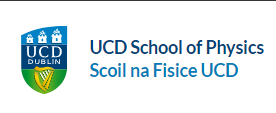 UCD
DUBLIN
UCD School of Physics
Scoil na Fisice UCD